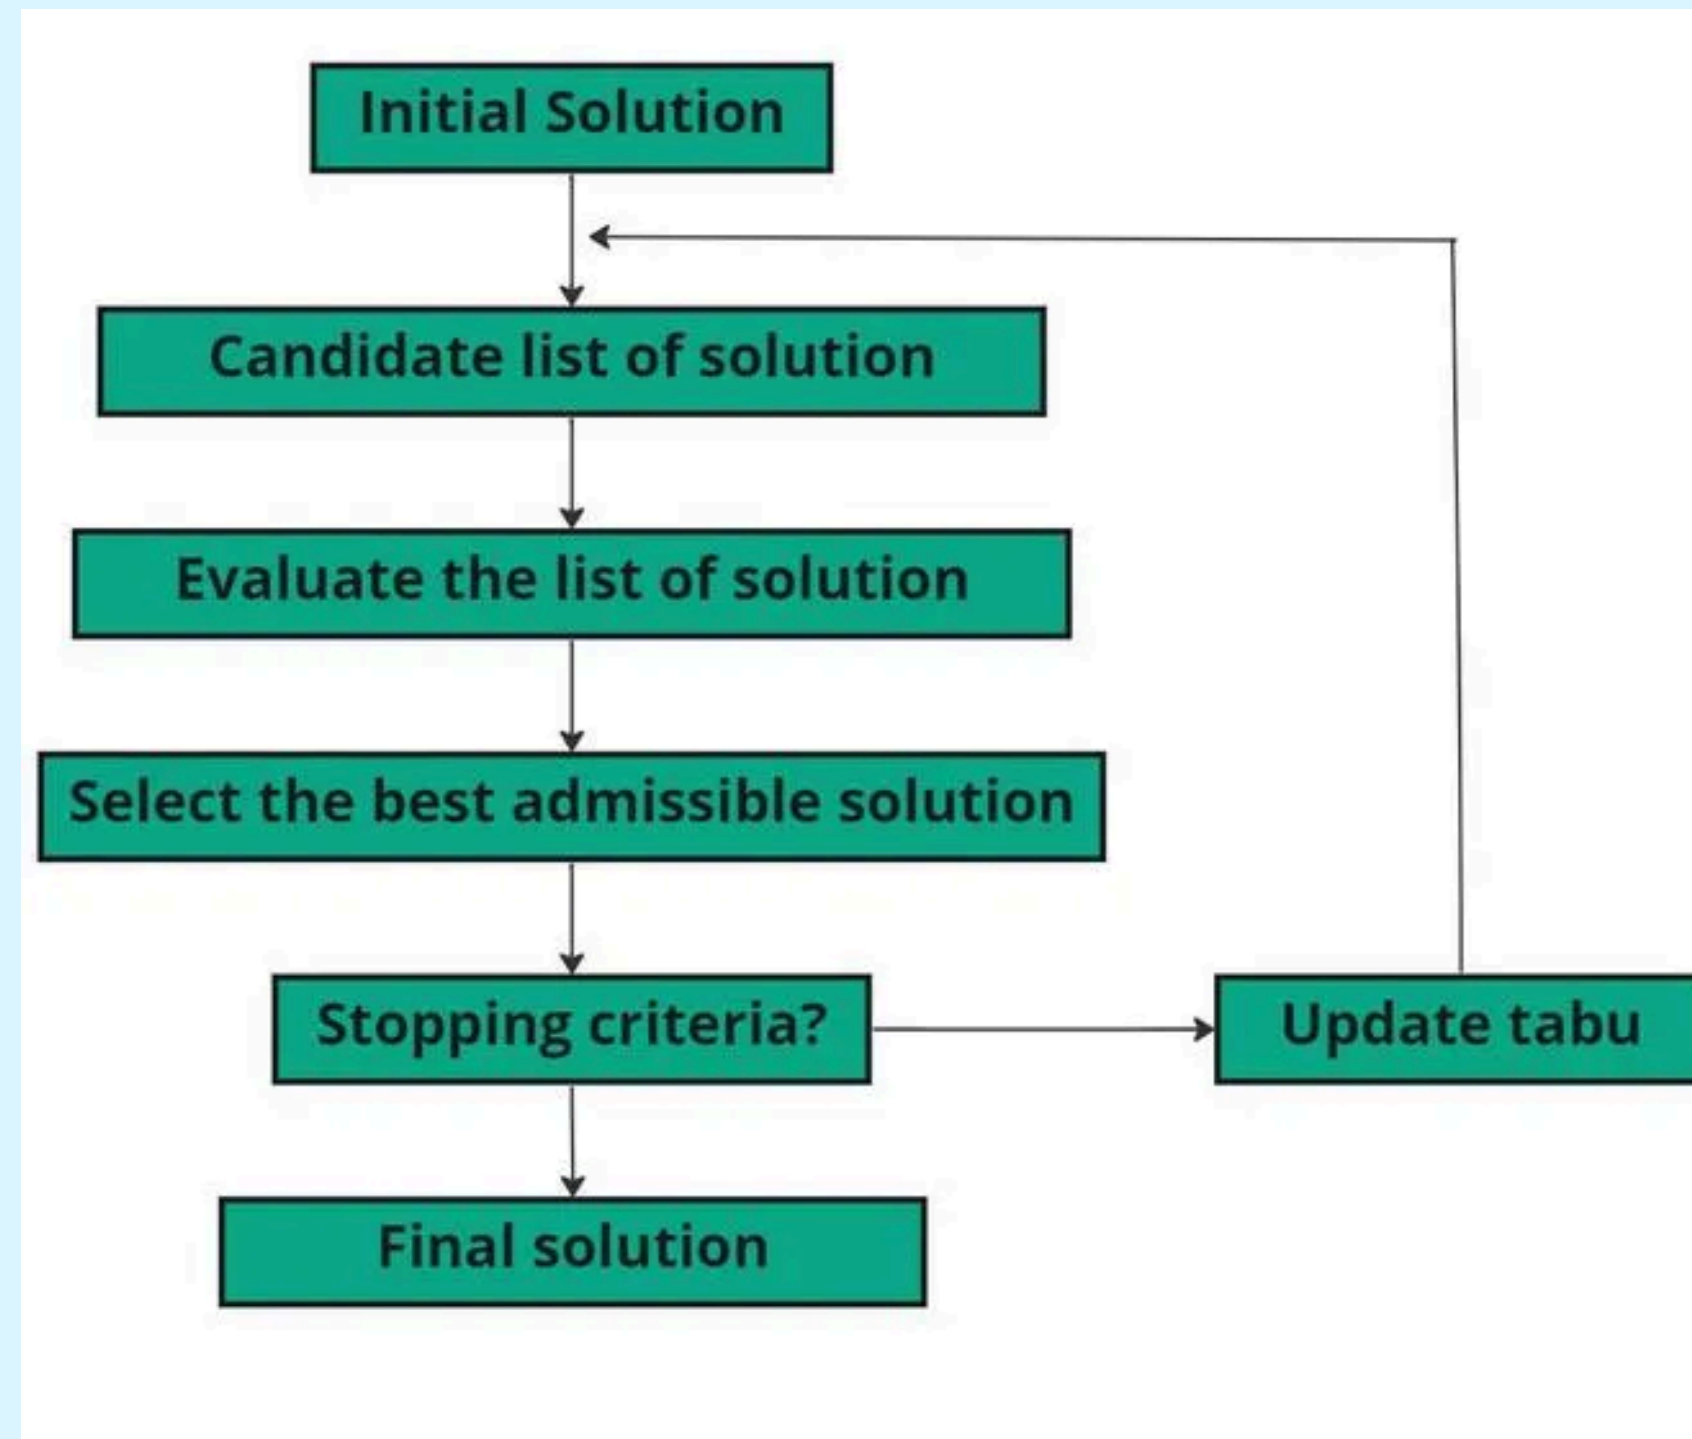 Initial Solution
Candidate list of solution
Evaluate the list of solution
Select the best admissible solution
Stopping criteria?
Update tabu
Final solution